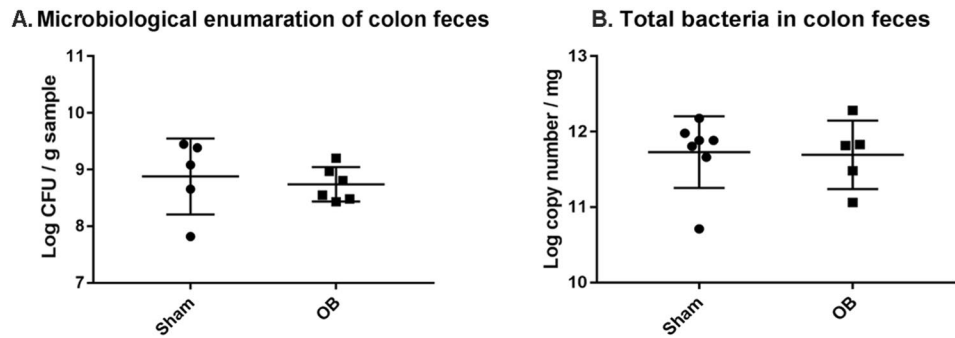 A. Microbiological enumaration of colon feces
Log CFU / g sample
11
10
9
8
7
Sham
OB
B. Total bacteria in colon feces
Log copy number / mg
13
12
11
10
Sham
OB